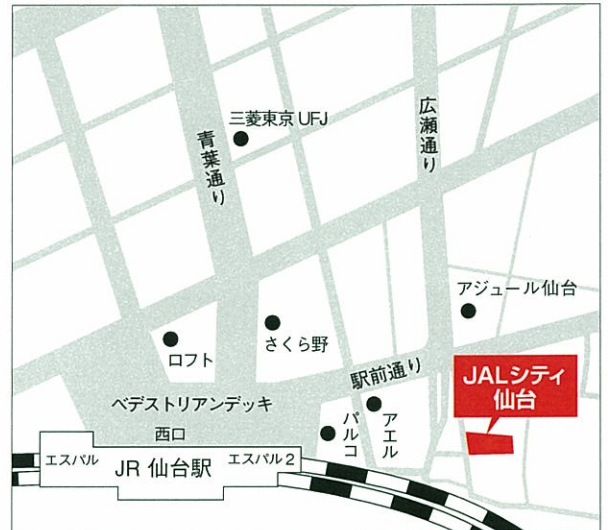 三菱東京UFJ
青葉通り
広瀬通り
アジュール仙台
ロフト
さくら野
駅前通り
JALシティ
仙台
ペデストリアンデッキ
パルコ
アエル
西口
エスパル
JR 仙台駅
エスパル2